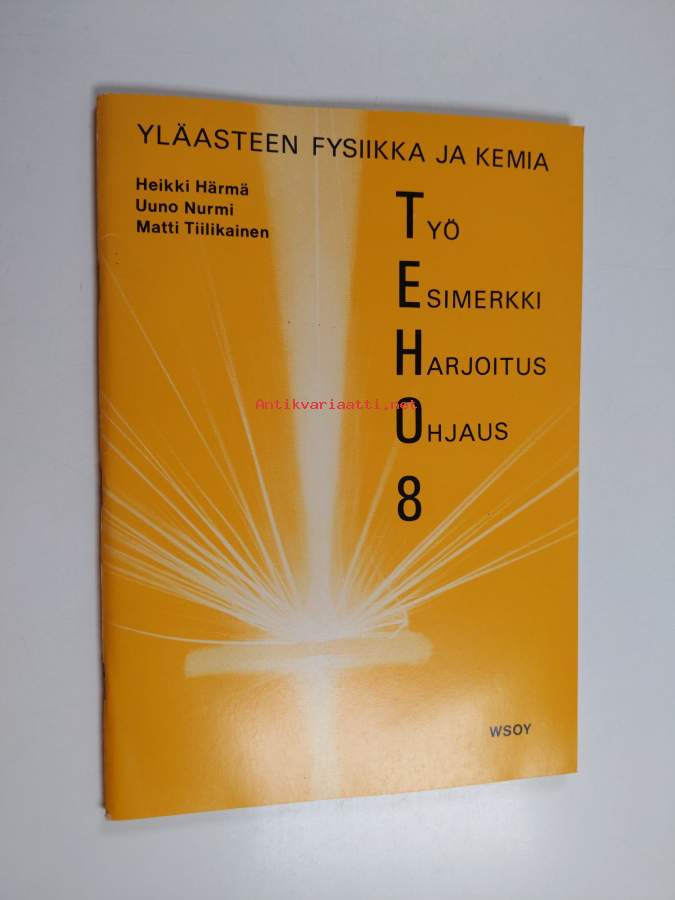 YLÄASTEEN FYSIIKKA JA KEMIA
Heikki Härmä
Uuno Nurmi
Matti Tiilikainen
TYÖ
ESIMERKKI
HARJOITUS
OHJAUS
8
Antikvariaatti.net
WSOY